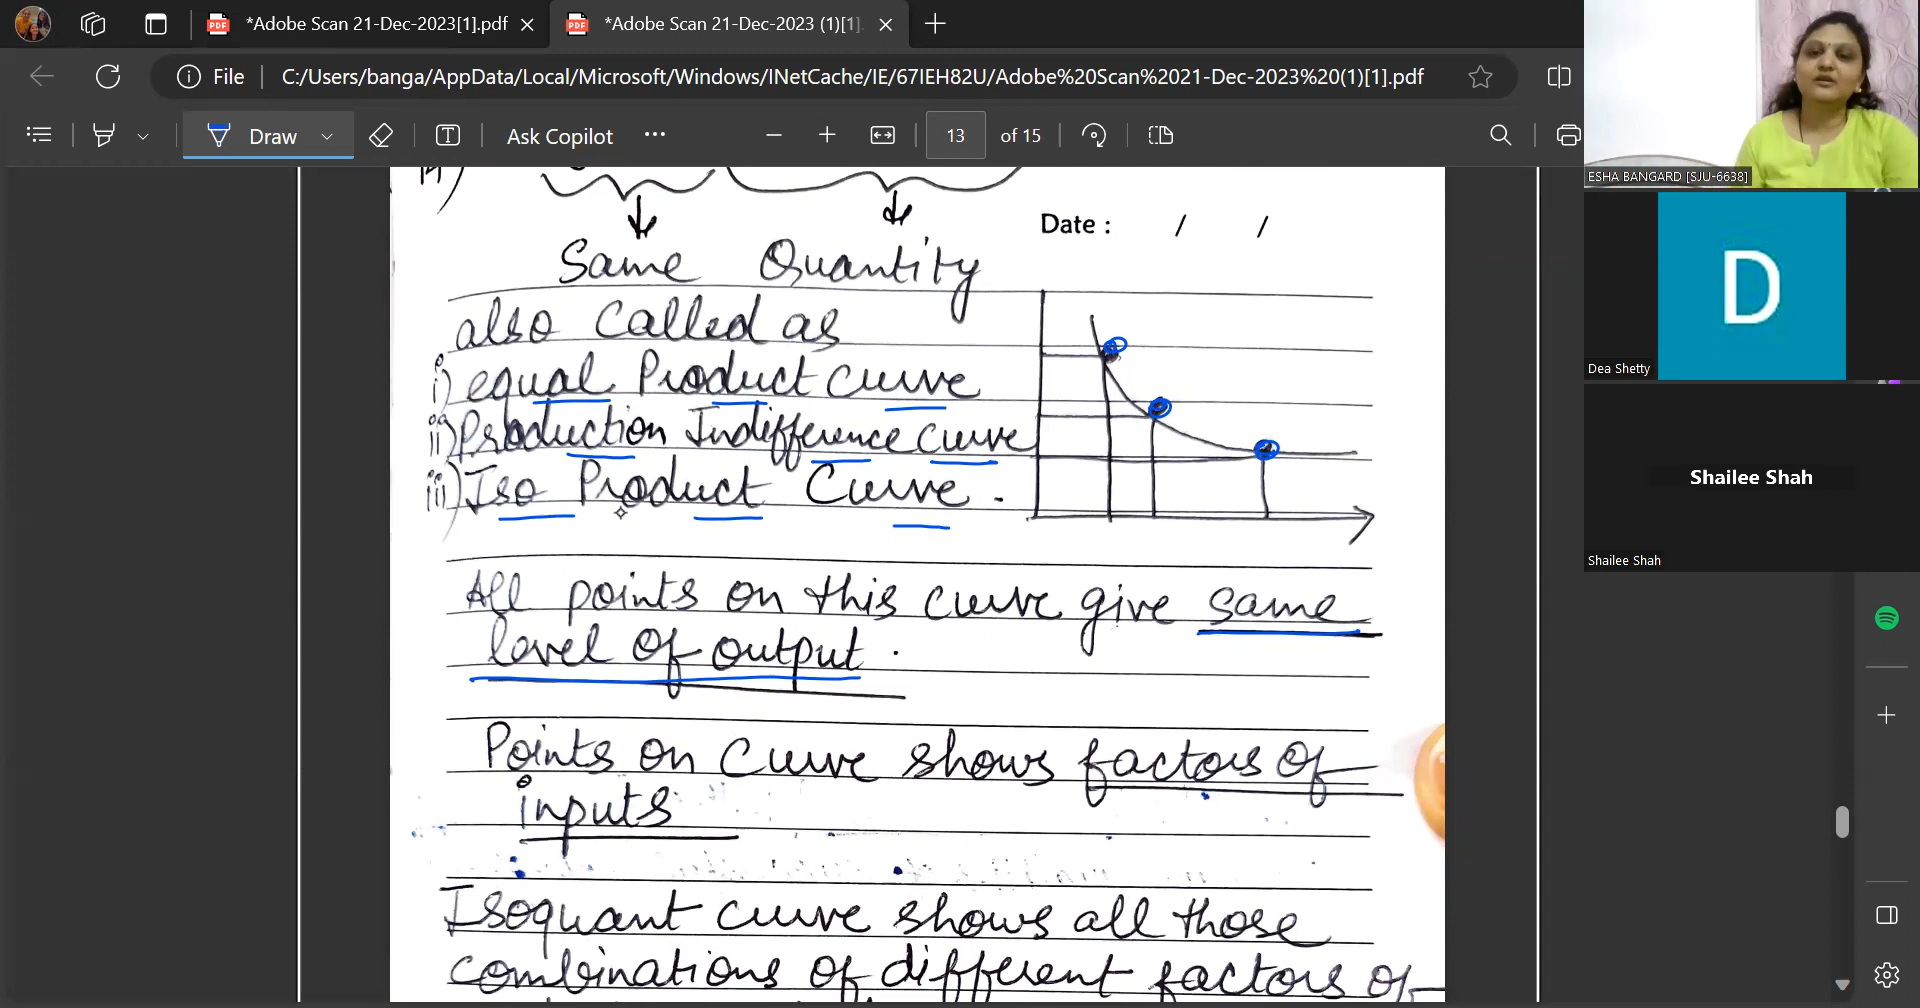 *Adobe Scan 21-Dec-2023[1].pdf
*Adobe Scan 21-Dec-2023 (1)[1].
File
C:/Users/banga/AppData/Local/Microsoft/Windows/INetCache/IE/67IEH82U/Adobe%20Scan%2021-Dec-2023%20(1)[1].pdf
Draw
Ask Copilot
13 of 15
Date : / /
Same Quantity
also Called as
i) equal Product Curve
ii) Production Indifference Curve
iii) Iso Product Curve .
All points on this curve give same
level of output .
Points on Curve shows factors of
inputs
Isoquant curve shows all those
combinations of different factors of
ESHA BANGARD [SJU-6638]
D
Dea Shetty
Shailee Shah
Shailee Shah